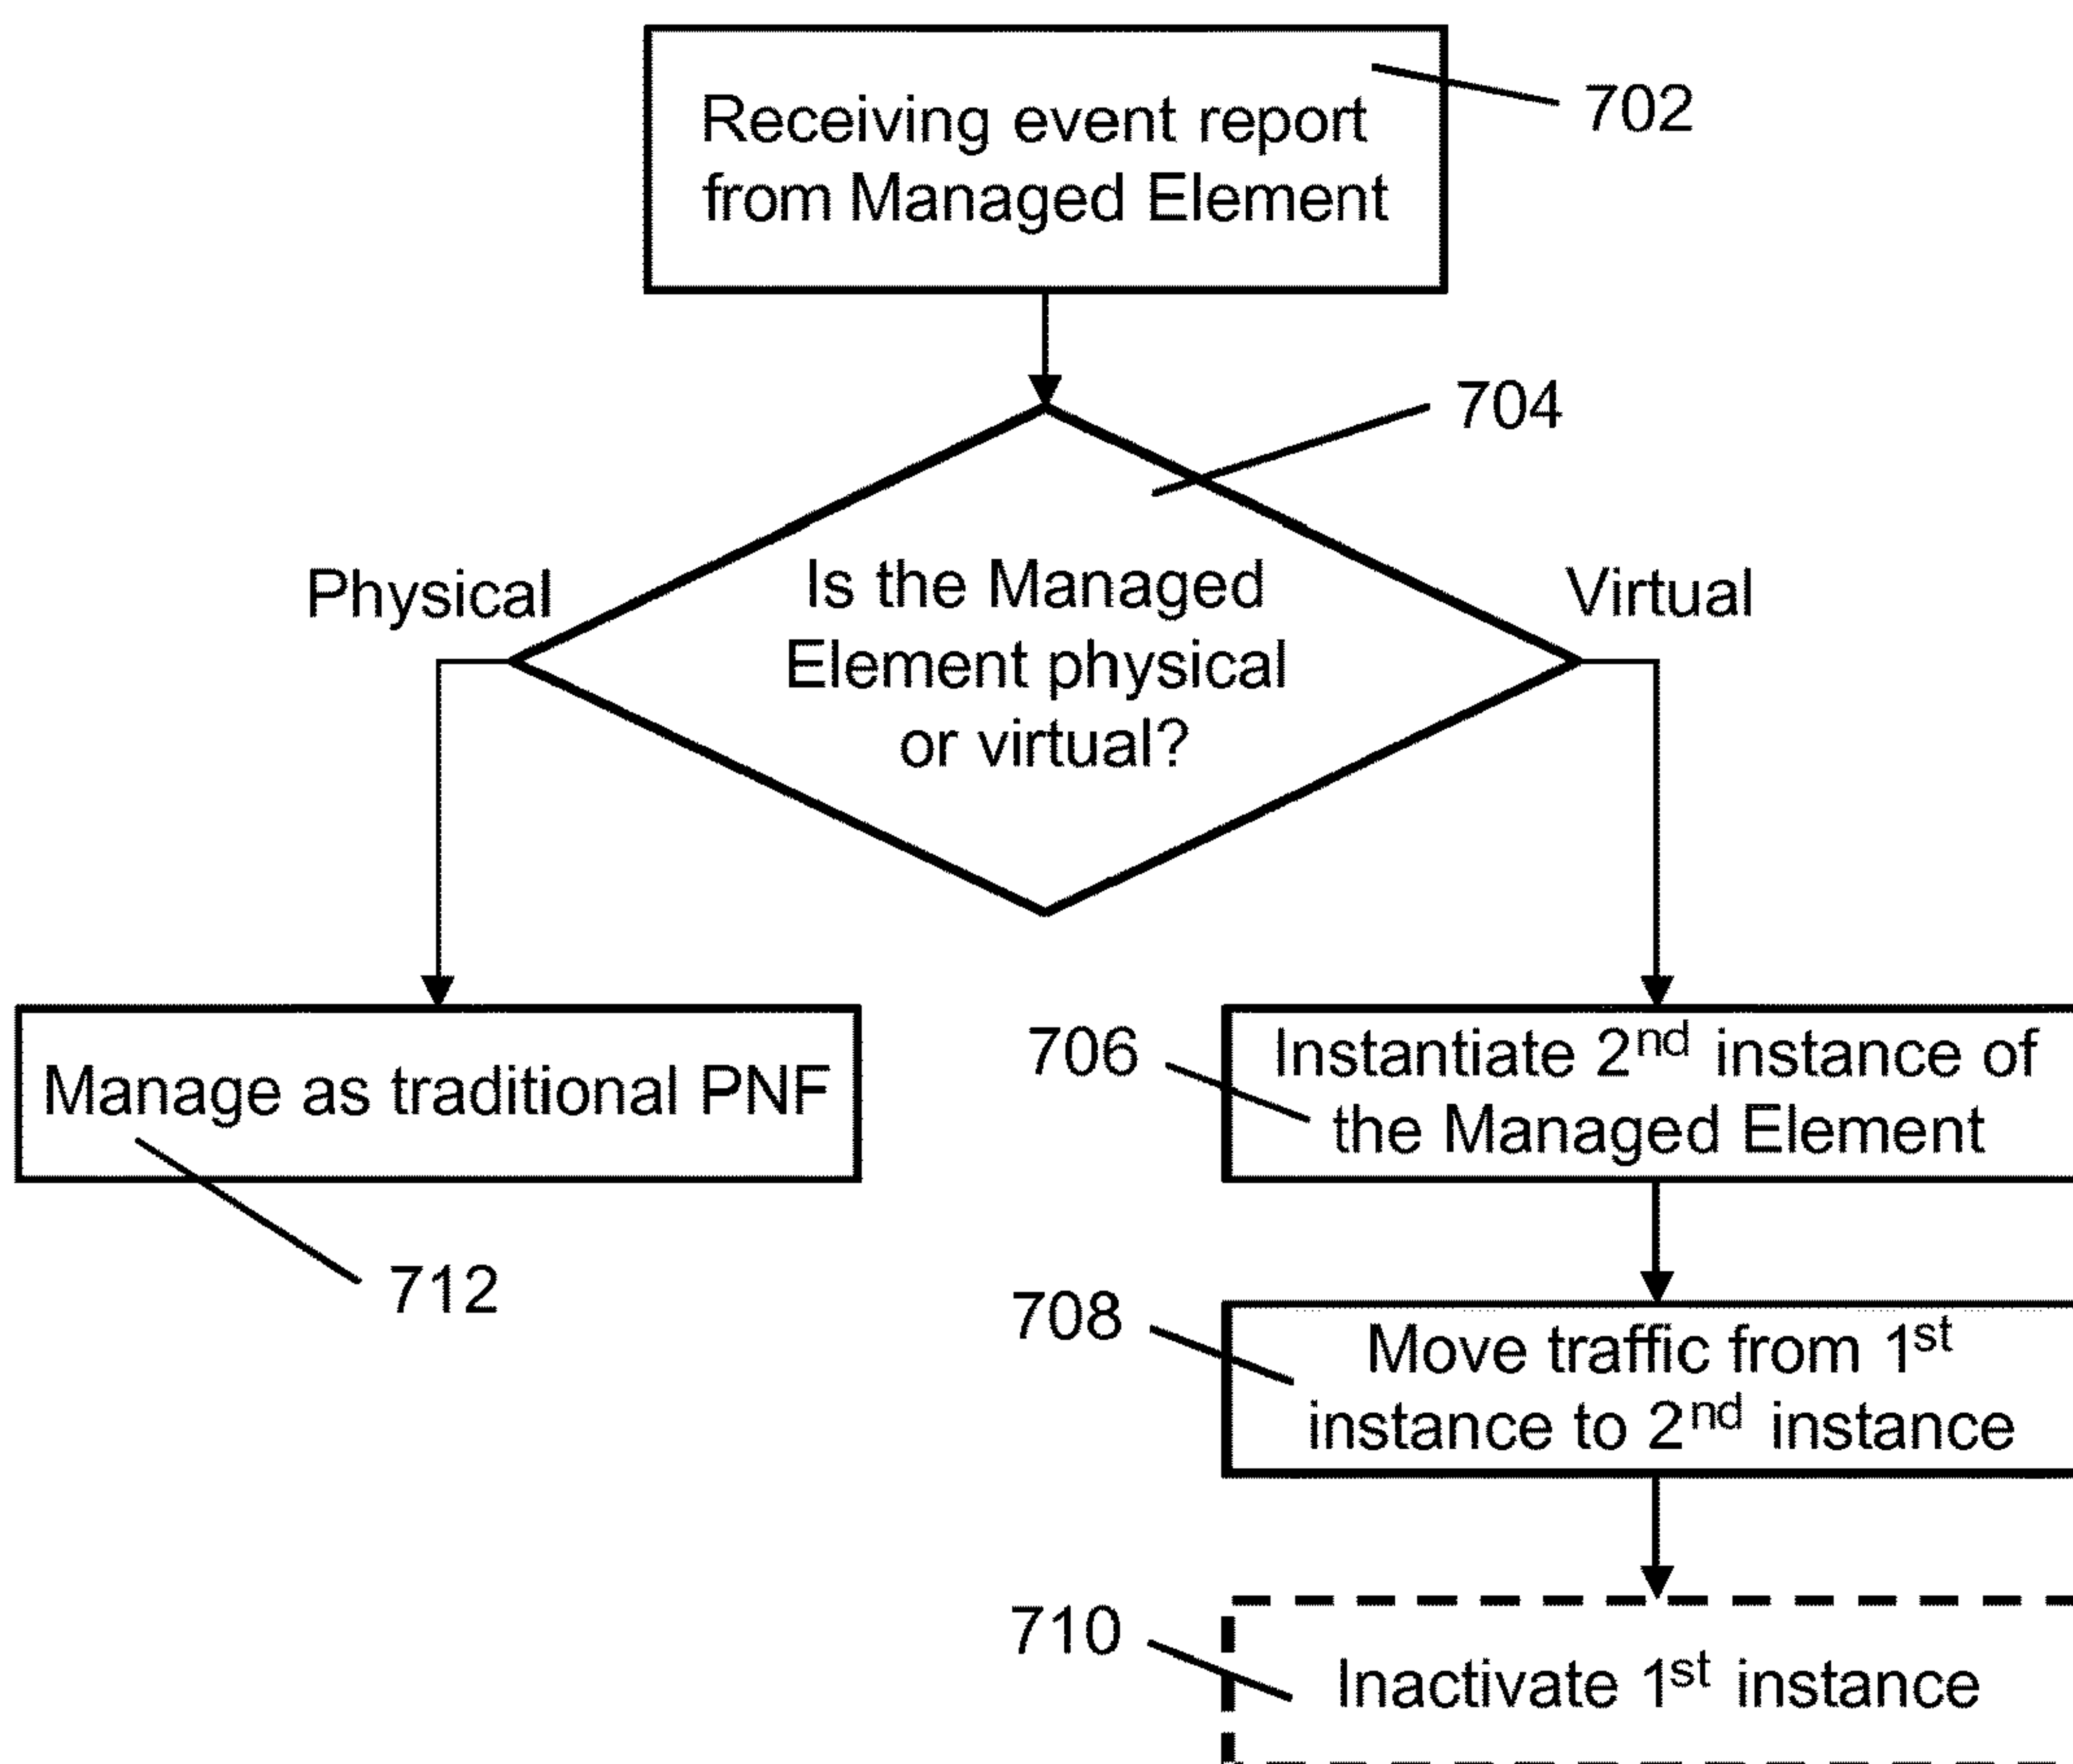 Receiving event report
from Managed Element
702
704
Physical
Is the Managed
Element physical
or virtual?
Virtual
Manage as traditional PNF
712
706
Instantiate 2nd instance of
the Managed Element
708
Move traffic from 1st
instance to 2nd instance
710
Inactivate 1st instance